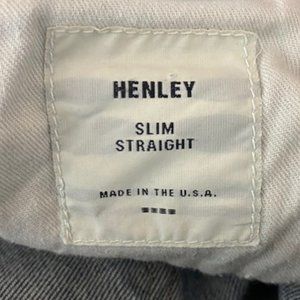 HENLEY
SLIM
STRAIGHT
MADE IN THE U.S.A.